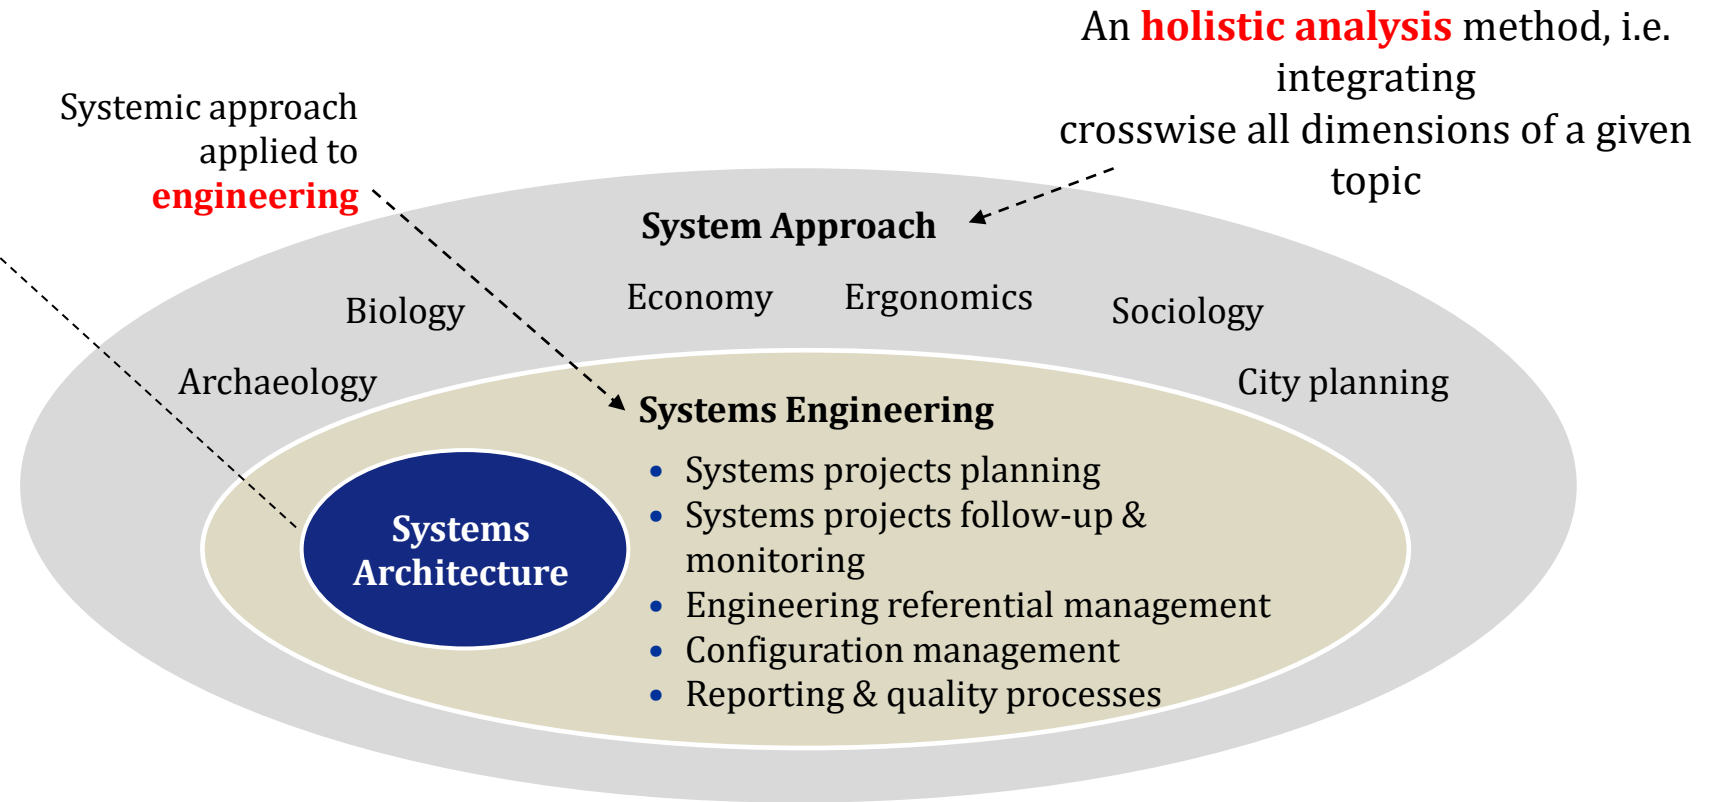 An holistic analysis method, i.e.
integrating
crosswise all dimensions of a given
topic
Systemic approach
applied to
engineering
System Approach
Archaeology
Biology
Economy
Ergonomics
Sociology
City planning
Systems Engineering
• Systems projects planning
• Systems projects follow-up &
monitoring
• Engineering referential management
• Configuration management
• Reporting & quality processes
Systems
Architecture